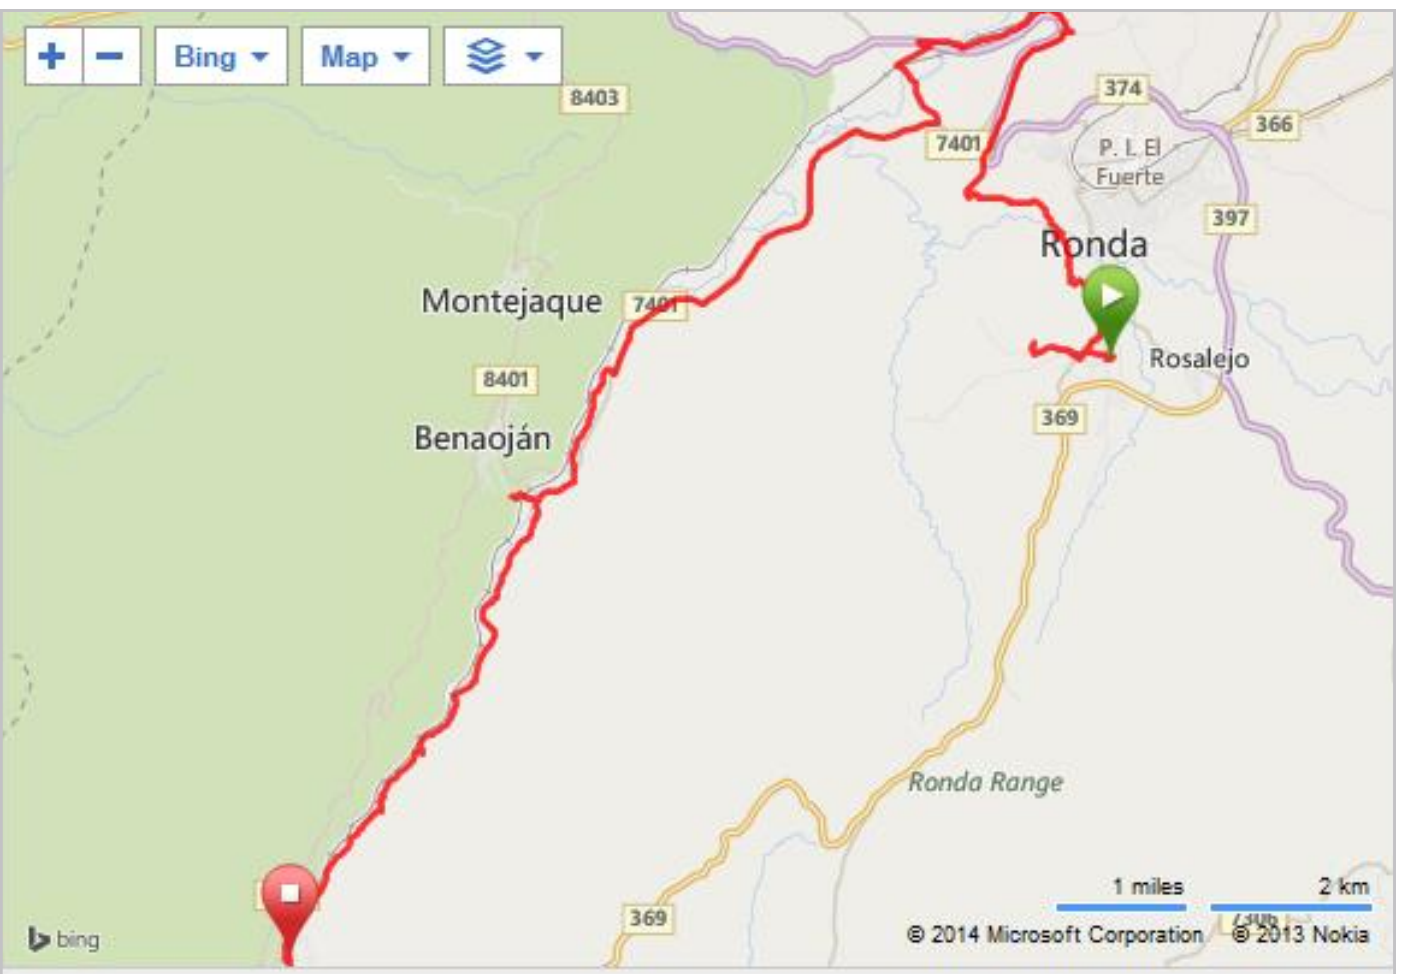 + − Bing Map
8403
374
366
7401
P. I. El
Fuerte
397
Ronda
Montejaque
7401
Rosalejo
8401
369
Benaoján
Ronda Range
1 miles 2 km
369
7306
bing
© 2014 Microsoft Corporation © 2013 Nokia